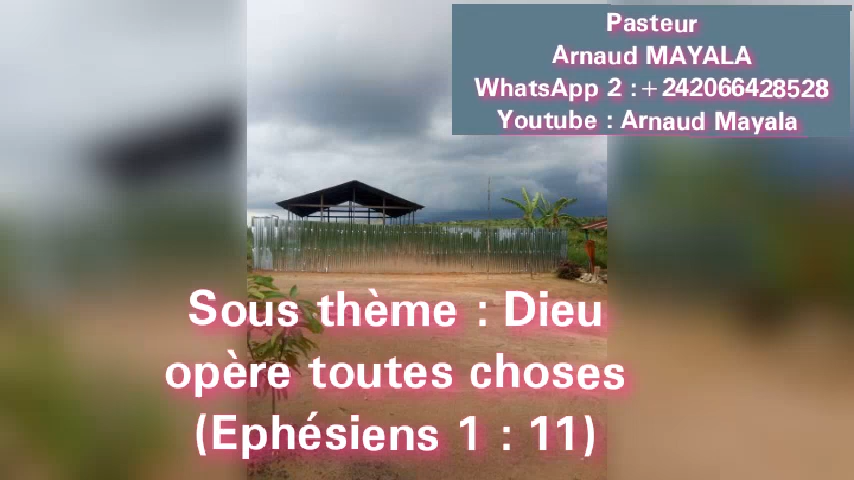 Pasteur
Arnaud MAYALA
WhatsApp 2 :+ 242066428528
Youtube : Arnaud Mayala
Sous thème : Dieu
opère toutes choses
(Ephésiens 1 : 11)